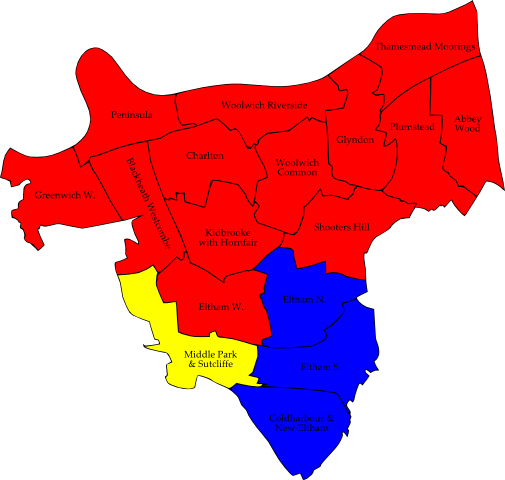 Thamesmead Moorings
Woolwich Riverside
Peninsula
Abbey
Wood
Plumstead
Glyndon
Charlton
Woolwich
Common
Blackheath Westcombe
Greenwich W.
Shooters Hill
Kidbrooke
with Hornfair
Eltham N.
Eltham W.
Middle Park
& Sutcliffe
Eltham S.
Coldharbour &
New Eltham